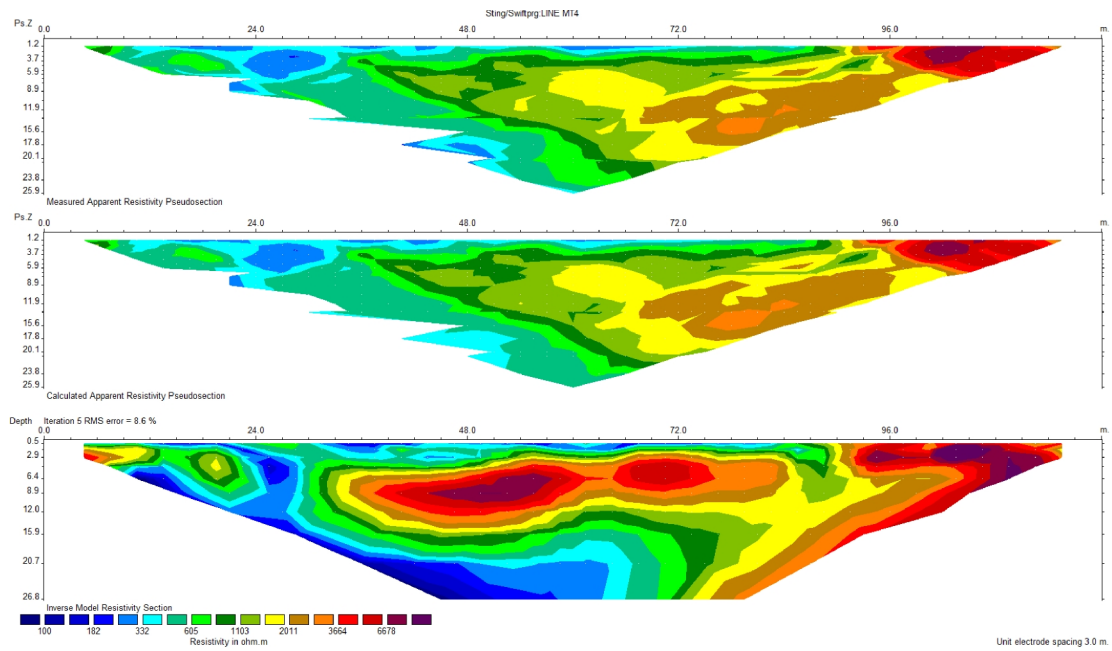 Sting/Swiftprg:LINE MT4
Ps.Z 0.0 24.0 48.0 72.0 96.0 m.
1.2
3.7
5.9
8.9
11.9
15.6
17.8
20.1
23.8
25.9
Measured Apparent Resistivity Pseudosection
Ps.Z 0.0 24.0 48.0 72.0 96.0 m.
1.2
3.7
5.9
8.9
11.9
15.6
17.8
20.1
23.8
25.9
Calculated Apparent Resistivity Pseudosection
Depth Iteration 5 RMS error = 8.6 %
0.0 24.0 48.0 72.0 96.0 m.
0.5
2.9
6.4
8.9
12.0
15.9
20.7
26.8
Inverse Model Resistivity Section
100 182 332 605 1103 2011 3664 6678
Resistivity in ohm.m Unit electrode spacing 3.0 m.